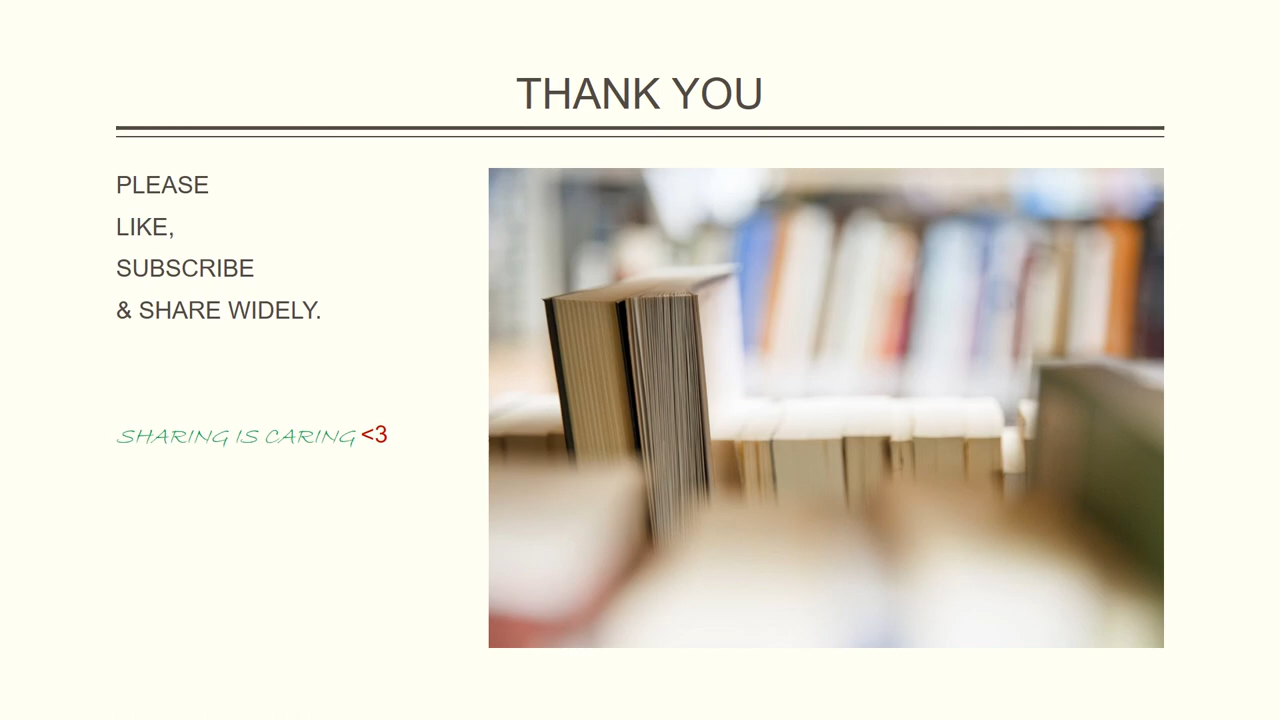 THANK YOU
PLEASE
LIKE,
SUBSCRIBE
& SHARE WIDELY.
SHARING IS CARING <3